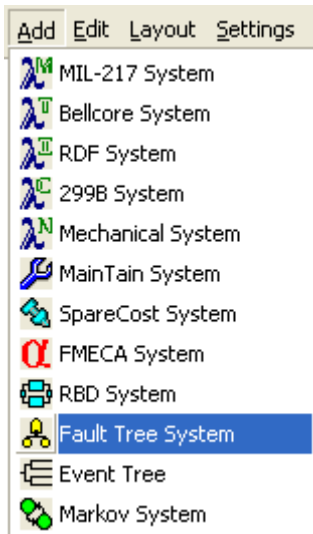 Add Edit Layout Settings
MIL-217 System
Bellcore System
RDF System
299B System
Mechanical System
MainTain System
SpareCost System
FMECA System
RBD System
Fault Tree System
Event Tree
Markov System